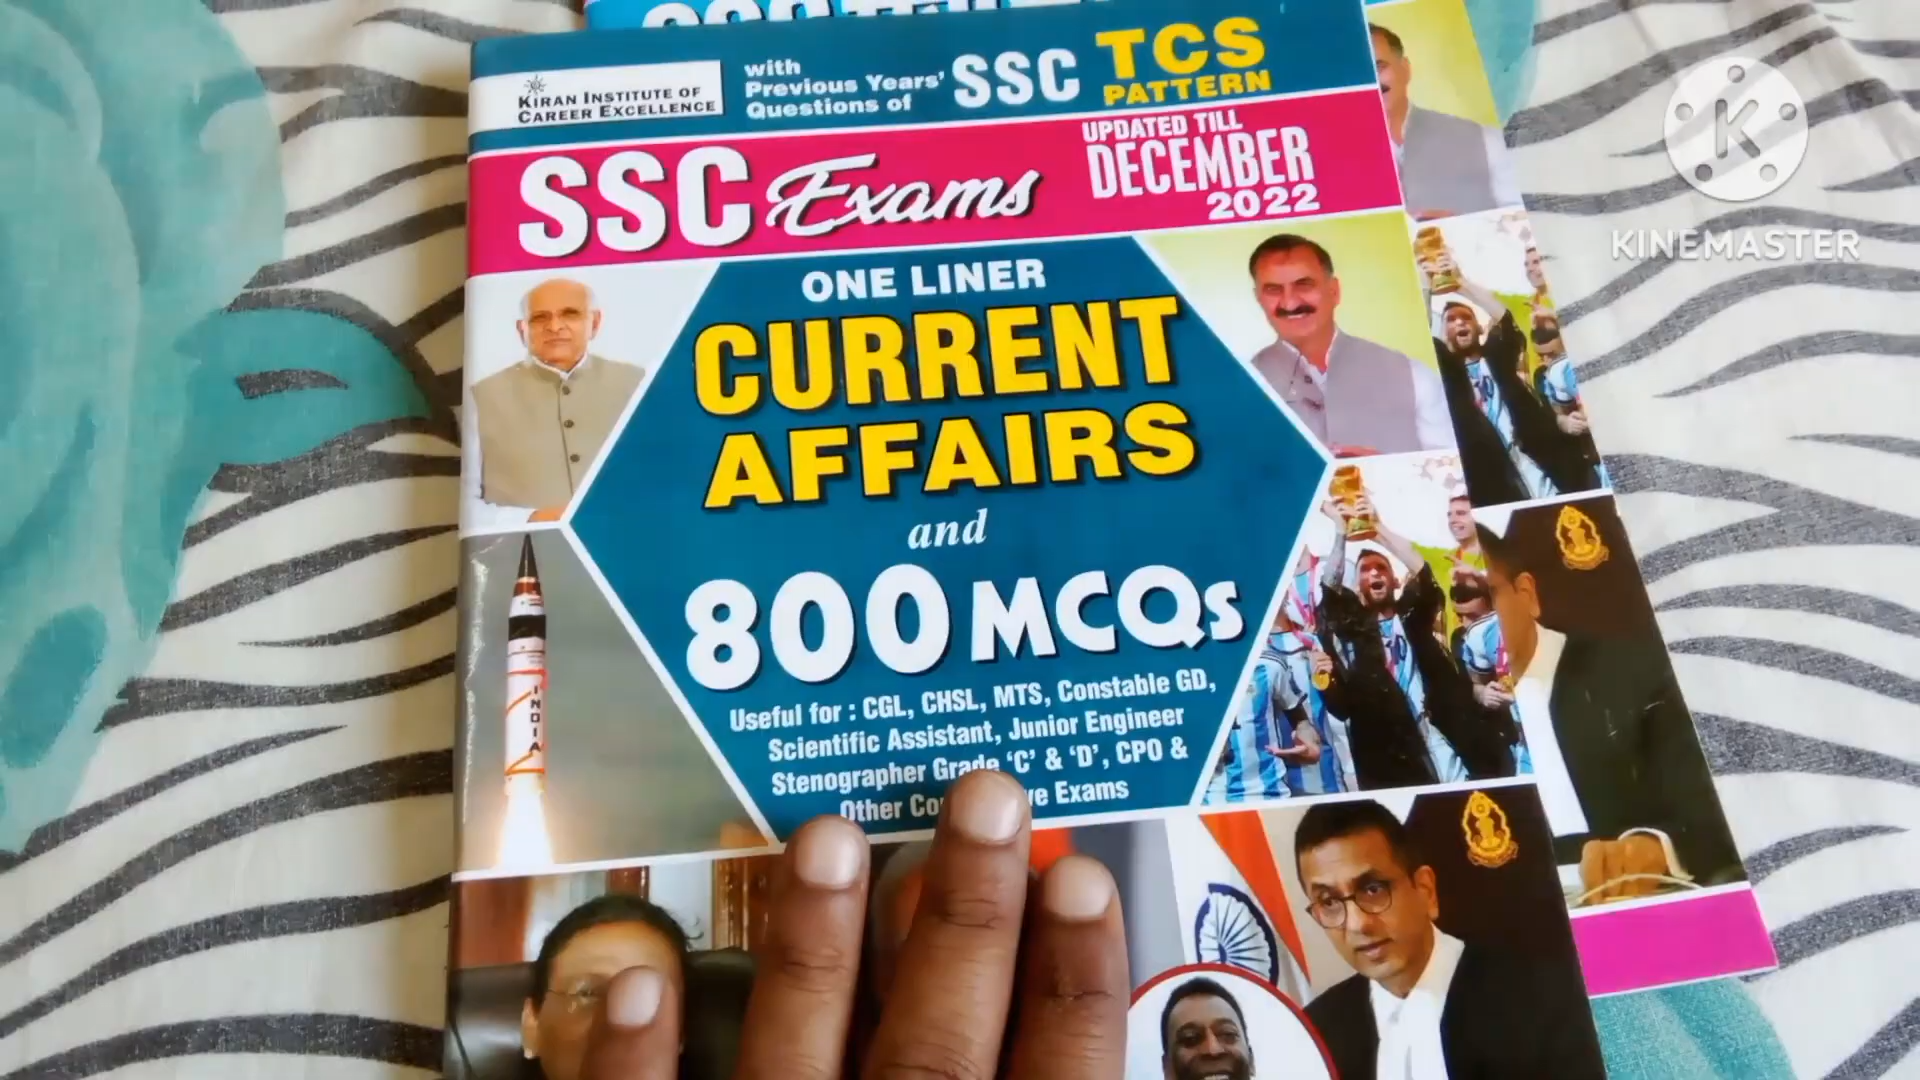 KIRAN INSTITUTE OF
CAREER EXCELLENCE
with
Previous Years'
Questions of
SSC
TCS
PATTERN
SSC Exams
UPDATED TILL
DECEMBER
2022
ONE LINER
CURRENT
AFFAIRS
and
800 MCQs
Useful for : CGL, CHSL, MTS, Constable GD,
Scientific Assistant, Junior Engineer
Stenographer Grade 'C' & 'D', CPO &
Other Exams
INDIA
KINEMASTER